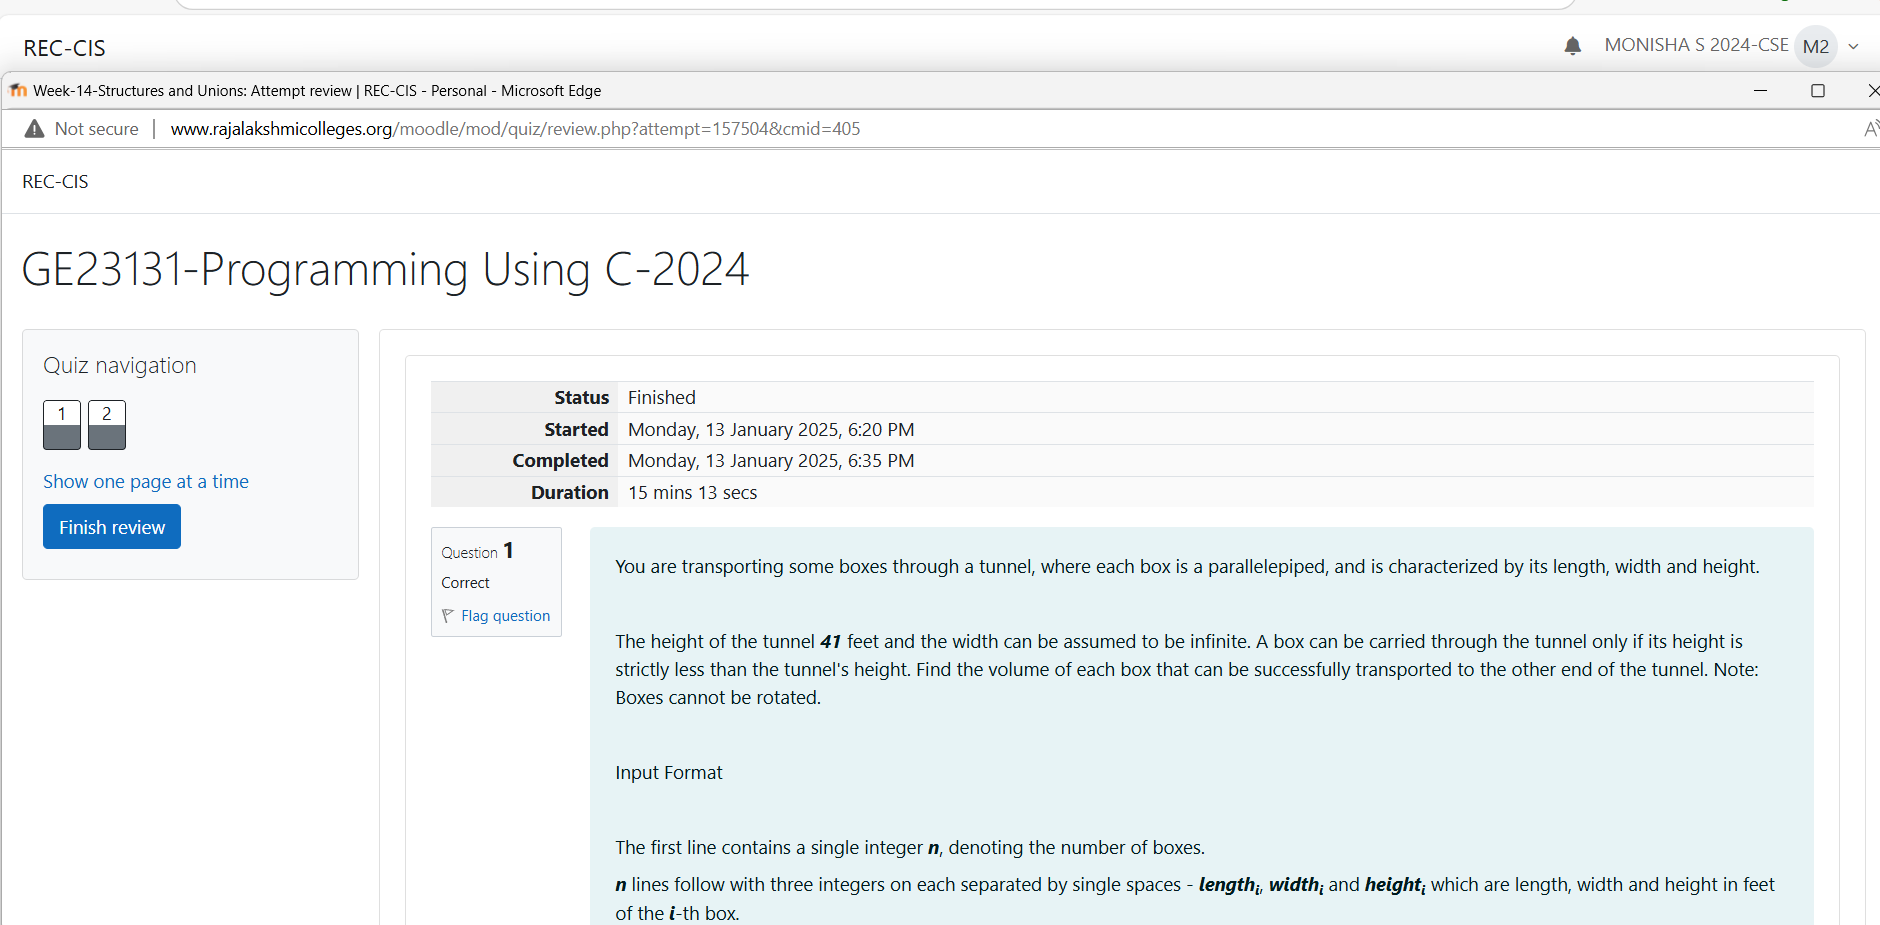 REC-CIS
MONISHA S 2024-CSE M2
Week-14-Structures and Unions: Attempt review | REC-CIS - Personal - Microsoft Edge
Not secure | www.rajalakshmicolleges.org/moodle/mod/quiz/review.php?attempt=157504&cmid=405
REC-CIS
GE23131-Programming Using C-2024
Quiz navigation
1 2
Show one page at a time
Finish review
Status Finished
Started Monday, 13 January 2025, 6:20 PM
Completed Monday, 13 January 2025, 6:35 PM
Duration 15 mins 13 secs
Question 1
Correct
Flag question
You are transporting some boxes through a tunnel, where each box is a parallelepiped, and is characterized by its length, width and height.
The height of the tunnel 41 feet and the width can be assumed to be infinite. A box can be carried through the tunnel only if its height is
strictly less than the tunnel's height. Find the volume of each box that can be successfully transported to the other end of the tunnel. Note:
Boxes cannot be rotated.
Input Format
The first line contains a single integer n, denoting the number of boxes.
n lines follow with three integers on each separated by single spaces - lengthi, widthi and heighti which are length, width and height in feet
of the i-th box.